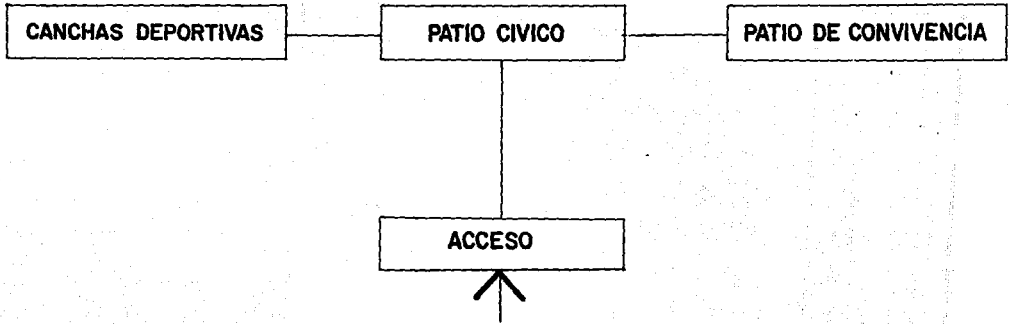 CANCHAS DEPORTIVAS
PATIO CIVICO
PATIO DE CONVIVENCIA
ACCESO